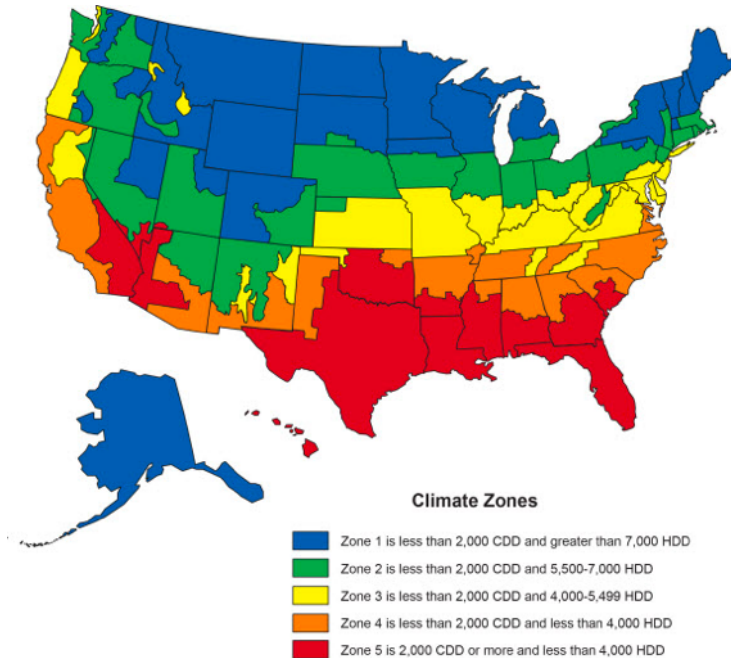 Climate Zones
Zone 1 is less than 2,000 CDD and greater than 7,000 HDD
Zone 2 is less than 2,000 CDD and 5,500-7,000 HDD
Zone 3 is less than 2,000 CDD and 4,000-5,499 HDD
Zone 4 is less than 2,000 CDD and less than 4,000 HDD
Zone 5 is 2,000 CDD or more and less than 4,000 HDD